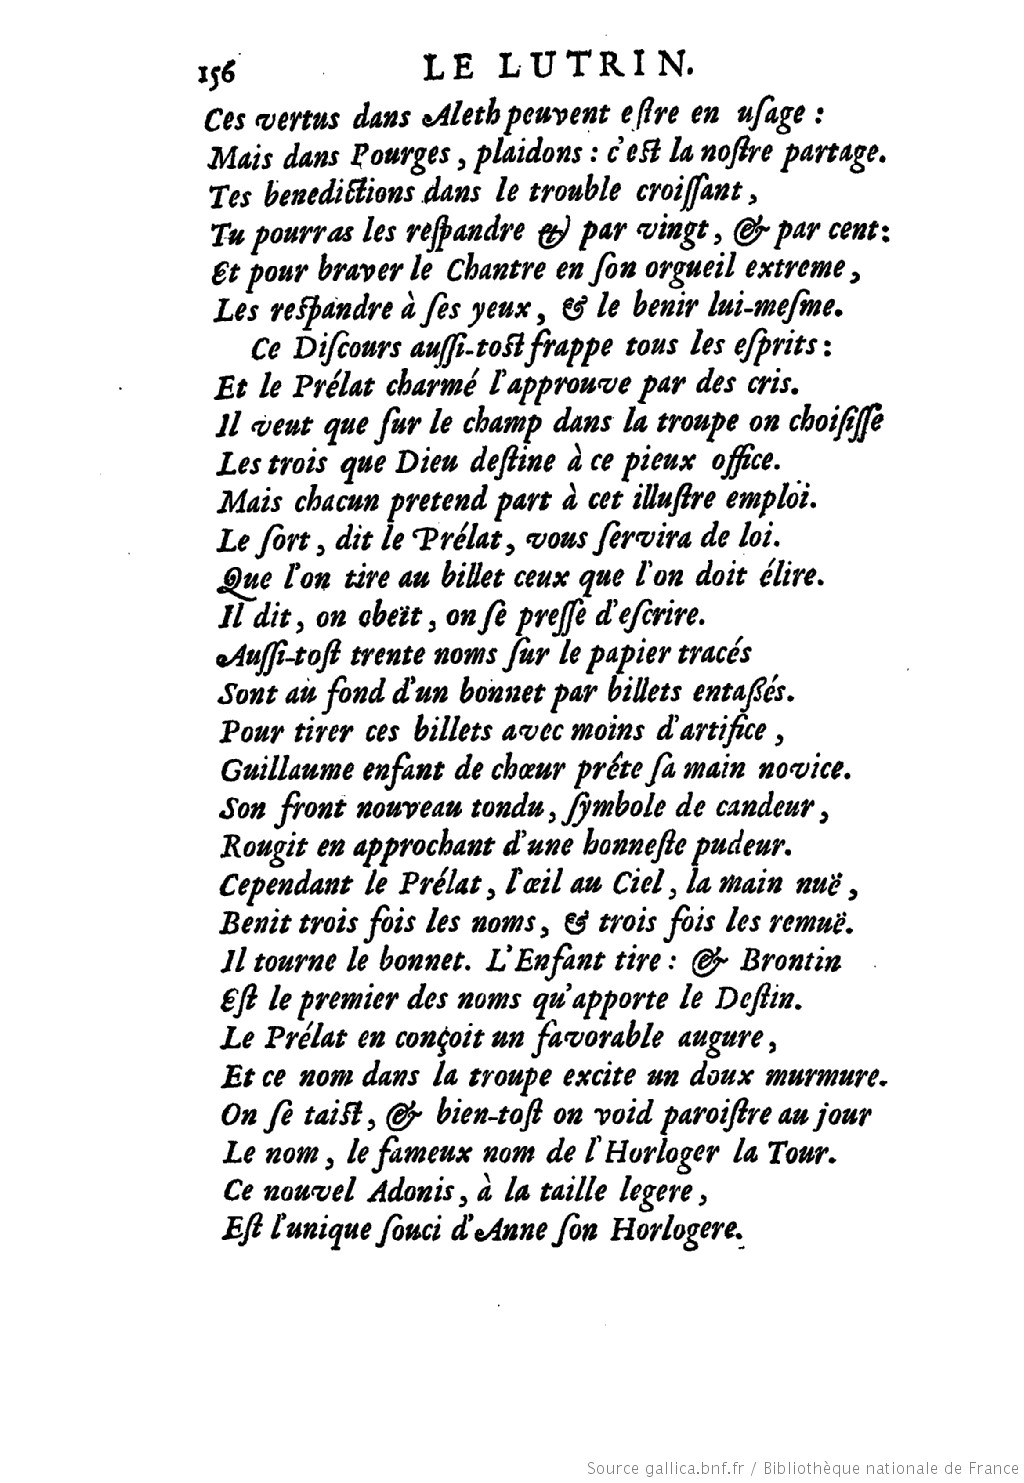 156 LE LUTRIN.
Ces vertus dans Aleth peuvent eſtre en uſage :
Mais dans Pourges, plaidons : c'eſt la noſtre partage.
Tes benedictions dans le trouble croiſſant,
Tu pourras les reſpandre & par vingt, & par cent :
Et pour braver le Chantre en ſon orgueil extreme,
Les reſpandre à ſes yeux, & le benir lui-meſme.
Ce Diſcours auſſi-toſt frappe tous les eſprits :
Et le Prélat charmé l'approuve par des cris.
Il veut que ſur le champ dans la troupe on choiſiſſe
Les trois que Dieu deſtine à ce pieux office.
Mais chacun pretend part à cet illuſtre emploi.
Le ſort, dit le Prélat, vous ſervira de loi.
Que l'on tire au billet ceux que l'on doit élire.
Il dit, on obeït, on ſe preſſe d'eſcrire.
Auſſi-toſt trente noms ſur le papier tracés
Sont au fond d'un bonnet par billets entaſſés.
Pour tirer ces billets avec moins d'artifice,
Guillaume enfant de chœur prête ſa main novice.
Son front nouveau tondu, ſymbole de candeur,
Rougit en approchant d'une honneſte pudeur.
Cependant le Prélat, l'œil au Ciel, la main nuë,
Benit trois fois les noms, & trois fois les remuë.
Il tourne le bonnet. L'Enfant tire : & Brontin
Eſt le premier des noms qu'apporte le Deſtin.
Le Prélat en conçoit un favorable augure,
Et ce nom dans la troupe excite un doux murmure.
On ſe taiſt, & bien-toſt on void paroiſtre au jour
Le nom, le fameux nom de l'Horloger la Tour.
Ce nouvel Adonis, à la taille legere,
Eſt l'unique ſouci d'Anne ſon Horlogere.
Source gallica.bnf.fr / Bibliothèque nationale de France